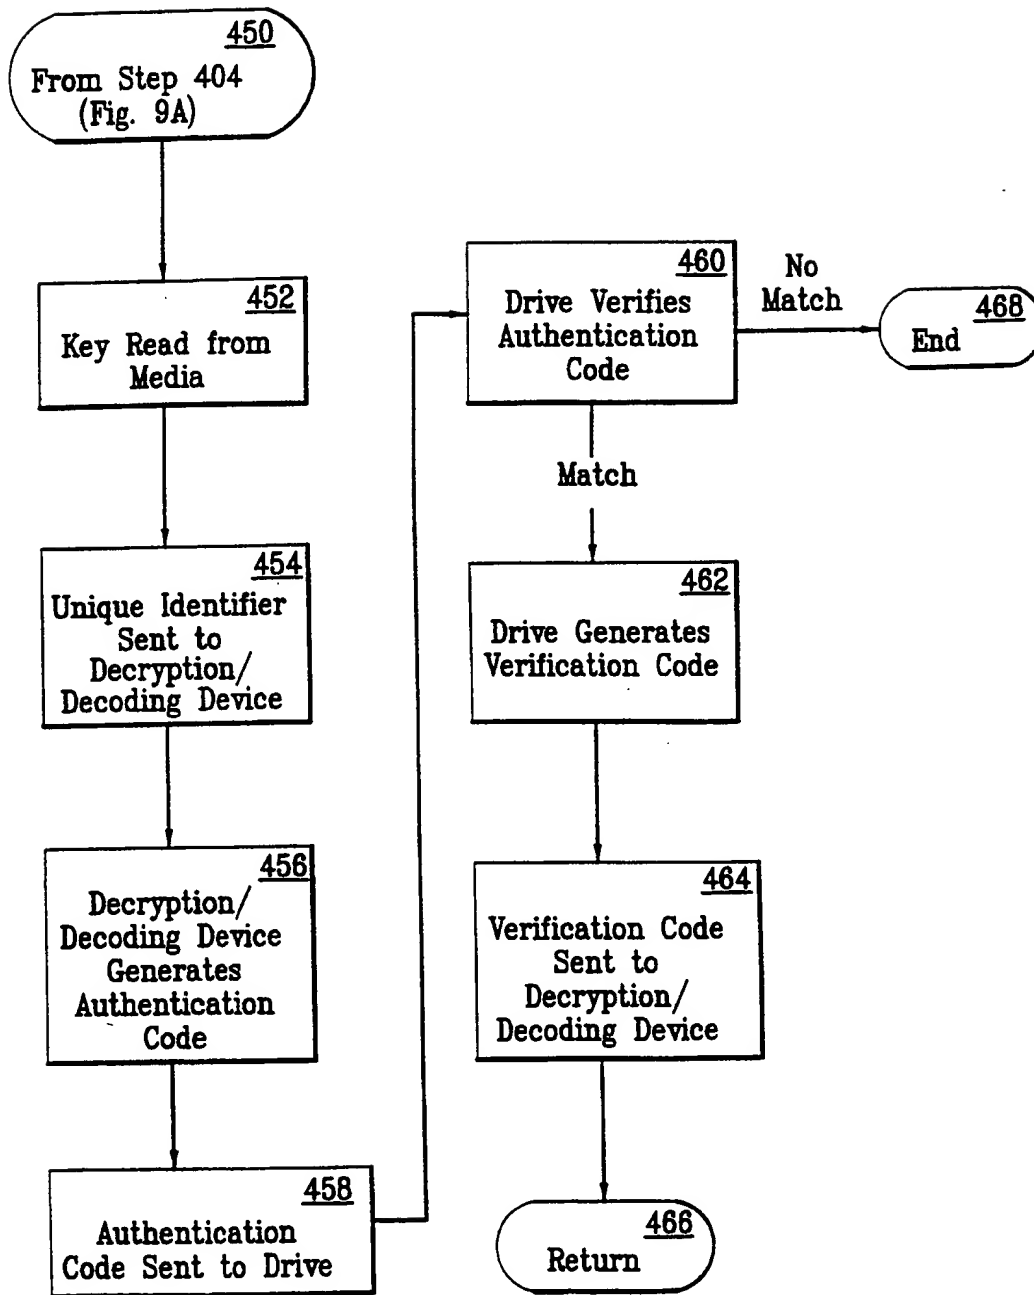 450
From Step 404
(Fig. 9A)
452
Key Read from
Media
454
Unique Identifier
Sent to
Decryption/
Decoding Device
456
Decryption/
Decoding Device
Generates
Authentication
Code
458
Authentication
Code Sent to Drive
460
Drive Verifies
Authentication
Code
No
Match
468
End
Match
462
Drive Generates
Verification Code
464
Verification Code
Sent to
Decryption/
Decoding Device
466
Return